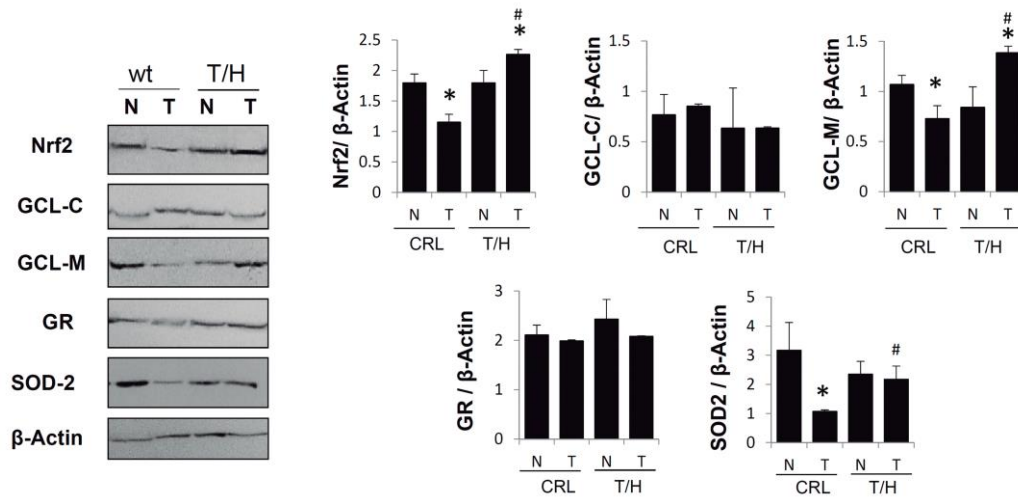 wt T/H
N T N T
Nrf2
GCL-C
GCL-M
GR
SOD-2
β-Actin
Nrf2/ β-Actin
2.5
2
1.5
1
0.5
0
*
#
*
N T N T
CRL T/H
GCL-C/ β-Actin
1.5
1
0.5
0
N T N T
CRL T/H
GCL-M/ β-Actin
1.5
1
0.5
0
*
#
*
N T N T
CRL T/H
GR / β-Actin
3
2
1
0
N T N T
CRL T/H
SOD2 / β-Actin
5
4
3
2
1
0
*
#
N T N T
CRL T/H